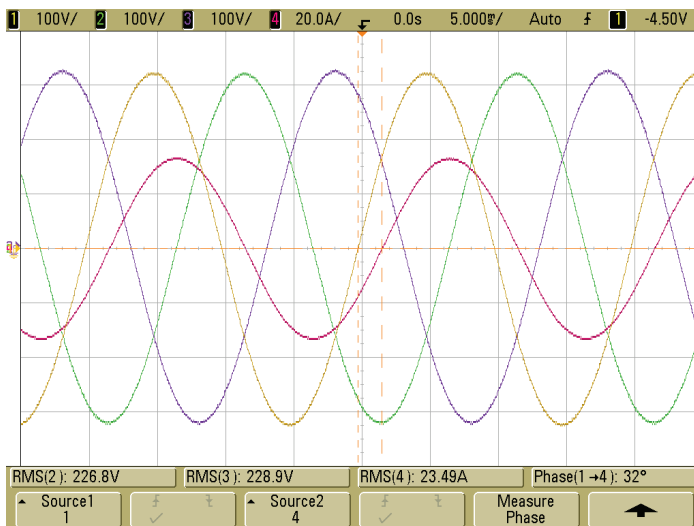 1 100V/ 2 100V/ 3 100V/ 4 20.0A/ 0.0s 5.000ms/ Auto 1 -4.50V
RMS(2): 226.8V RMS(3): 228.9V RMS(4): 23.49A Phase(1→4): 32°
Source1 Source2 Measure
1 4 Phase